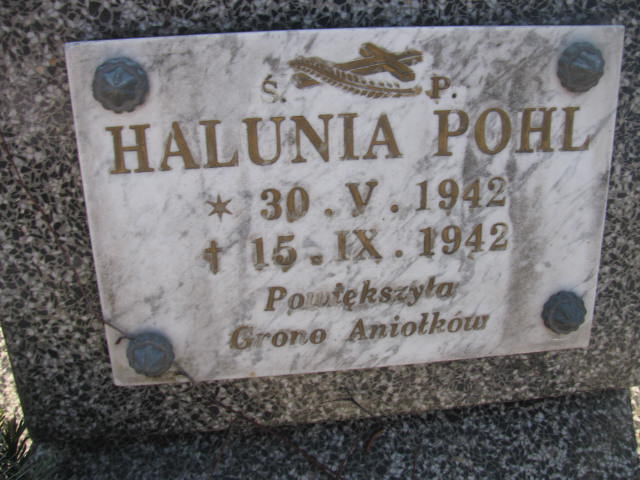 Ś. P.
HALUNIA POHL
* 30. V. 1942
† 15. IX. 1942
Powiększyła
Grono Aniołków